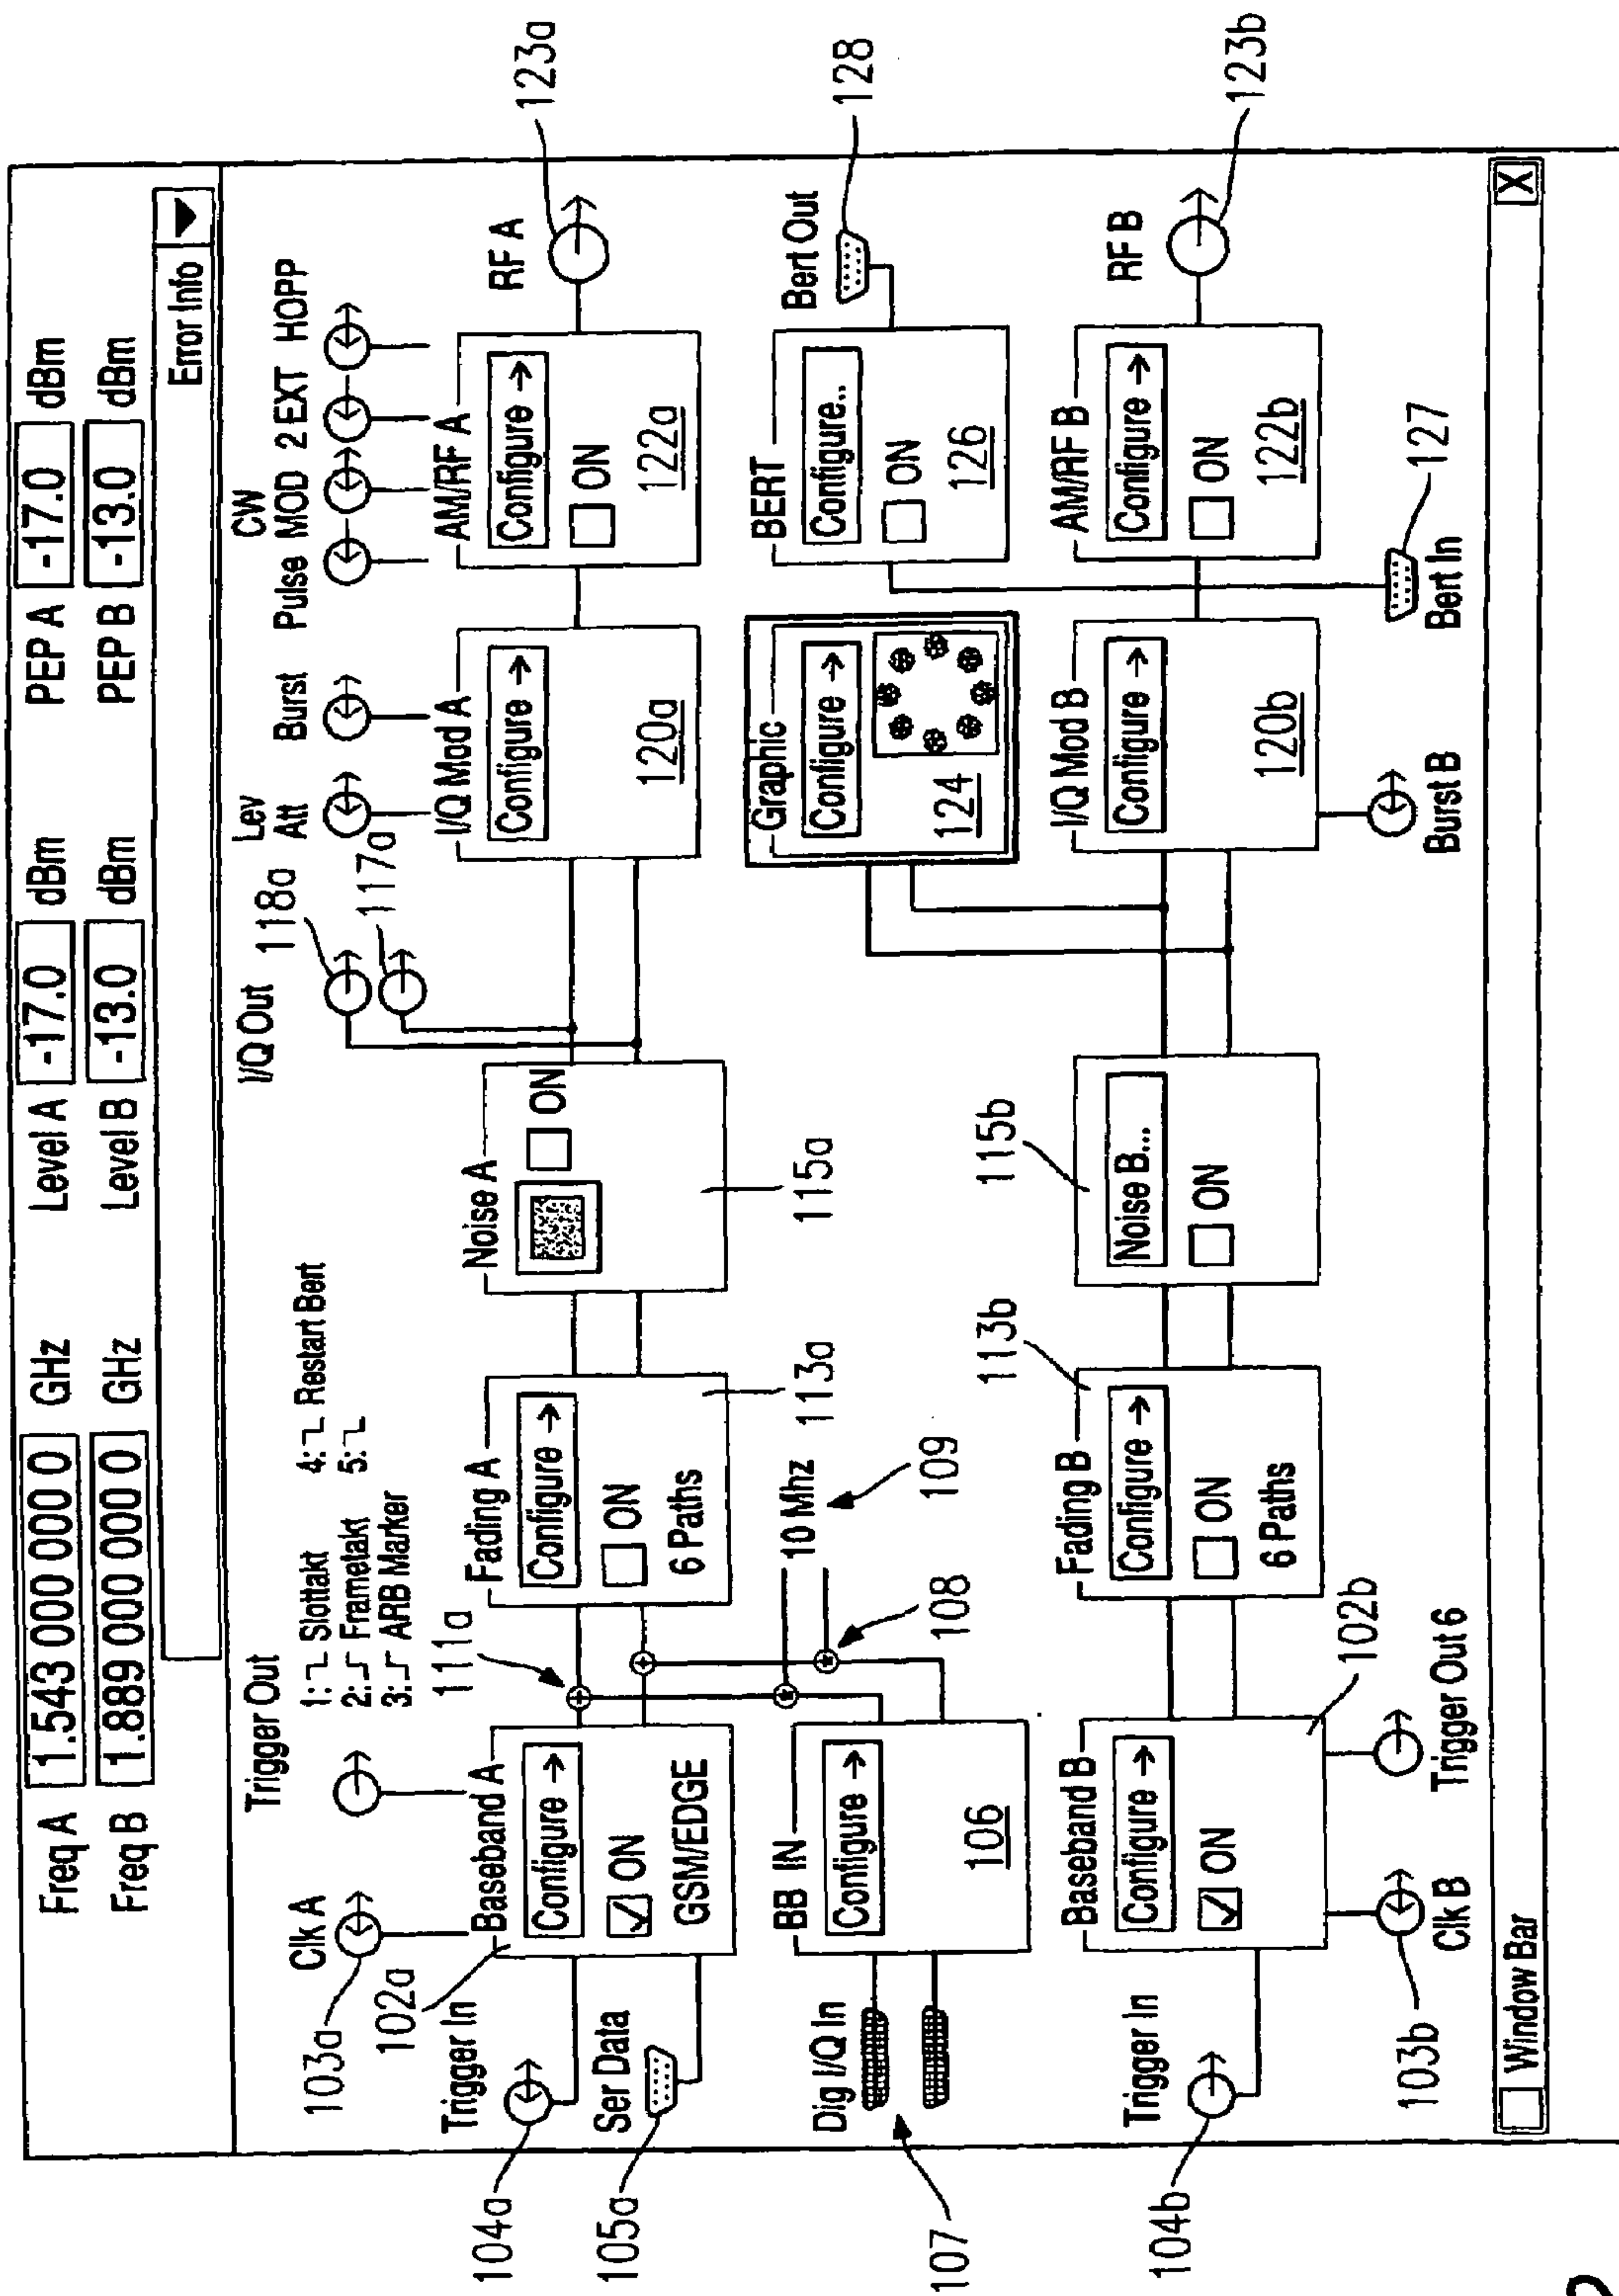 Freq A 1.543 000 000 0 GHz Level A -17.0 dBm PEP A -17.0 dBm
Freq B 1.889 000 000 0 GHz Level B -13.0 dBm PEP B -13.0 dBm
Error Info
Trigger Out
I/Q Out
118a
117a
Lev
Att
Burst
CW
Pulse MOD 2 EXT HOPP
103a
Clk A
1: Slottakt
2: Frametakt
3: ARB Marker
4: Restart Bert
5:
111a
102a
104a
Trigger In
105a
Ser Data
Baseband A
Configure →
ON
GSM/EDGE
Fading A
Configure →
ON
6 Paths
113a
Noise A
ON
115a
I/Q Mod A
Configure →
120a
AM/RF A
Configure →
ON
122a
RF A
123a
107
Dig I/Q In
BB IN
Configure →
106
10 Mhz
109
108
Graphic
Configure →
124
BERT
Configure..
ON
126
Bert Out
128
104b
Trigger In
Baseband B
Configure →
ON
102b
Fading B
Configure →
ON
6 Paths
113b
Noise B...
ON
115b
I/Q Mod B
Configure →
120b
AM/RF B
Configure →
ON
122b
RF B
123b
103b
Clk B
Trigger Out 6
Burst B
Bert In
127
Window Bar
X
2